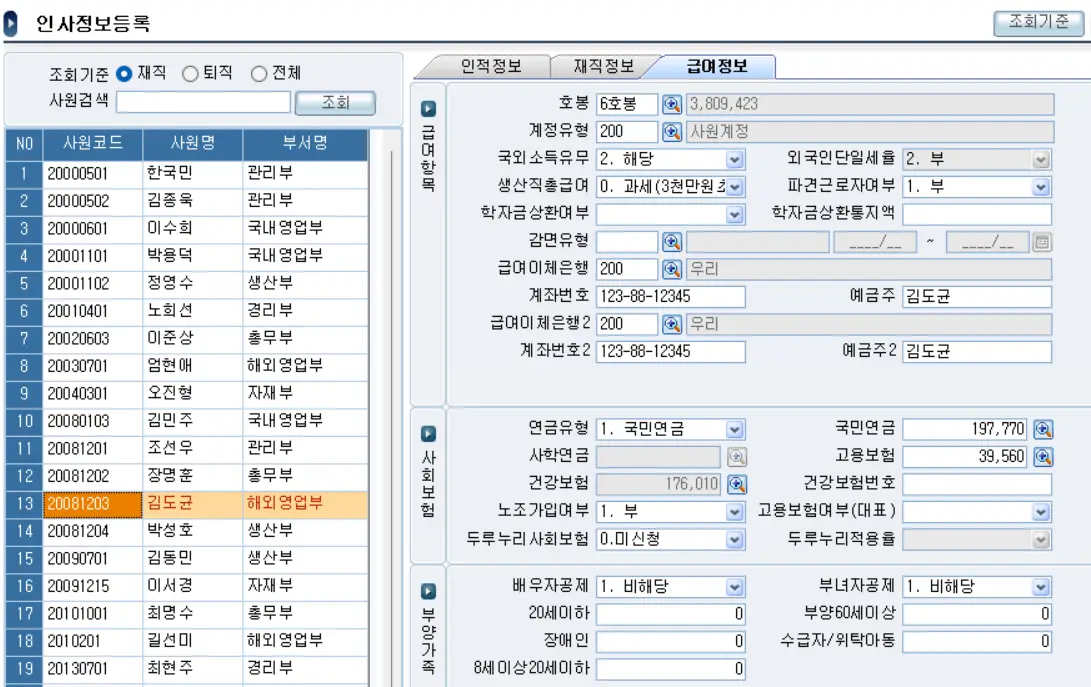 인사정보등록
조회기준
조회기준 재직 퇴직 전체
사원검색 조회
NO 사원코드 사원명 부서명
1 20000501 한국민 관리부
2 20000502 김종욱 관리부
3 20000601 이수희 국내영업부
4 20001101 박용덕 국내영업부
5 20001102 정영수 생산부
6 20010401 노희선 경리부
7 20020603 이준상 총무부
8 20030701 엄현애 해외영업부
9 20040301 오진형 자재부
10 20080103 김민주 국내영업부
11 20081201 조선우 관리부
12 20081202 장명훈 총무부
13 20081203 김도균 해외영업부
14 20081204 박성호 생산부
15 20090701 김동민 생산부
16 20091215 이서경 자재부
17 20101001 최명수 총무부
18 2010201 길선미 해외영업부
19 20130701 최현주 경리부
인적정보 재직정보 급여정보
급여항목
호봉 6호봉 3,809,423
계정유형 200 사원계정
국외소득유무 2. 해당 외국인단일세율 2. 부
생산직총급여 0. 과세(3천만원초 파견근로자여부 1. 부
학자금상환여부 학자금상환통지액
감면유형 ____/__ ~ ____/__
급여이체은행 200 우리
계좌번호 123-88-12345 예금주 김도균
급여이체은행2 200 우리
계좌번호2 123-88-12345 예금주2 김도균
사회보험
연금유형 1. 국민연금 국민연금 197,770
사학연금 고용보험 39,560
건강보험 176,010 건강보험번호
노조가입여부 1. 부 고용보험여부(대표)
두루누리사회보험 0.미신청 두루누리적용율
부양가족
배우자공제 1. 비해당 부녀자공제 1. 비해당
20세이하 0 부양60세이상 0
장애인 0 수급자/위탁아동 0
8세이상20세이하 0